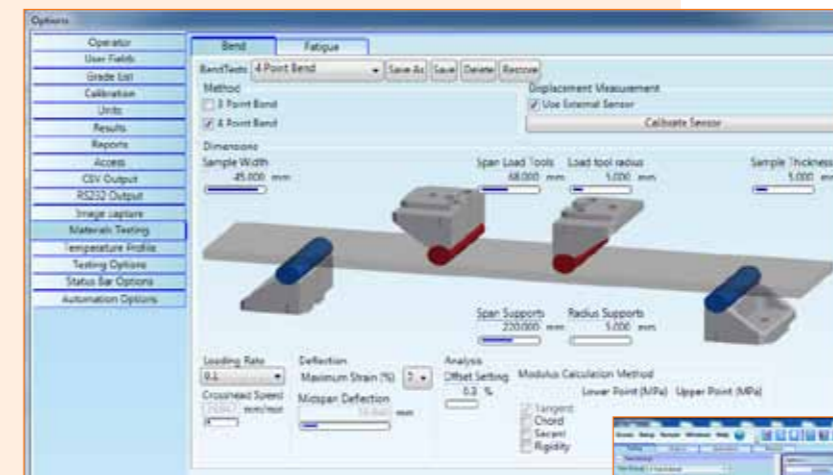 Options
Operator
User Fields
Grade List
Calibration
Units
Results
Reports
Access
CSV Output
RS232 Output
Image capture
Materials Testing
Temperature Profile
Testing Options
Status Bar Options
Automation Options
Bend Fatigue
BendTests 4 Point Bend Save As Save Delete Restore
Method
3 Point Bend
4 Point Bend
Displacement Measurement
Use External Sensor
Calibrate Sensor
Dimensions
Sample Width
45.000 mm
Span Load Tools
68.000 mm
Load tool radius
5.000 mm
Sample Thickness
5.000 mm
Span Supports
220.000 mm
Radius Supports
5.000 mm
Loading Rate
0.1
Crosshead Speed
mm/min
Deflection
Maximum Strain (%)
Midspan Deflection
mm
Analysis
Offset Setting
%
Modulus Calculation Method
Lower Point (MPa) Upper Point (MPa)
Tangent
Chord
Secant
Rigidity